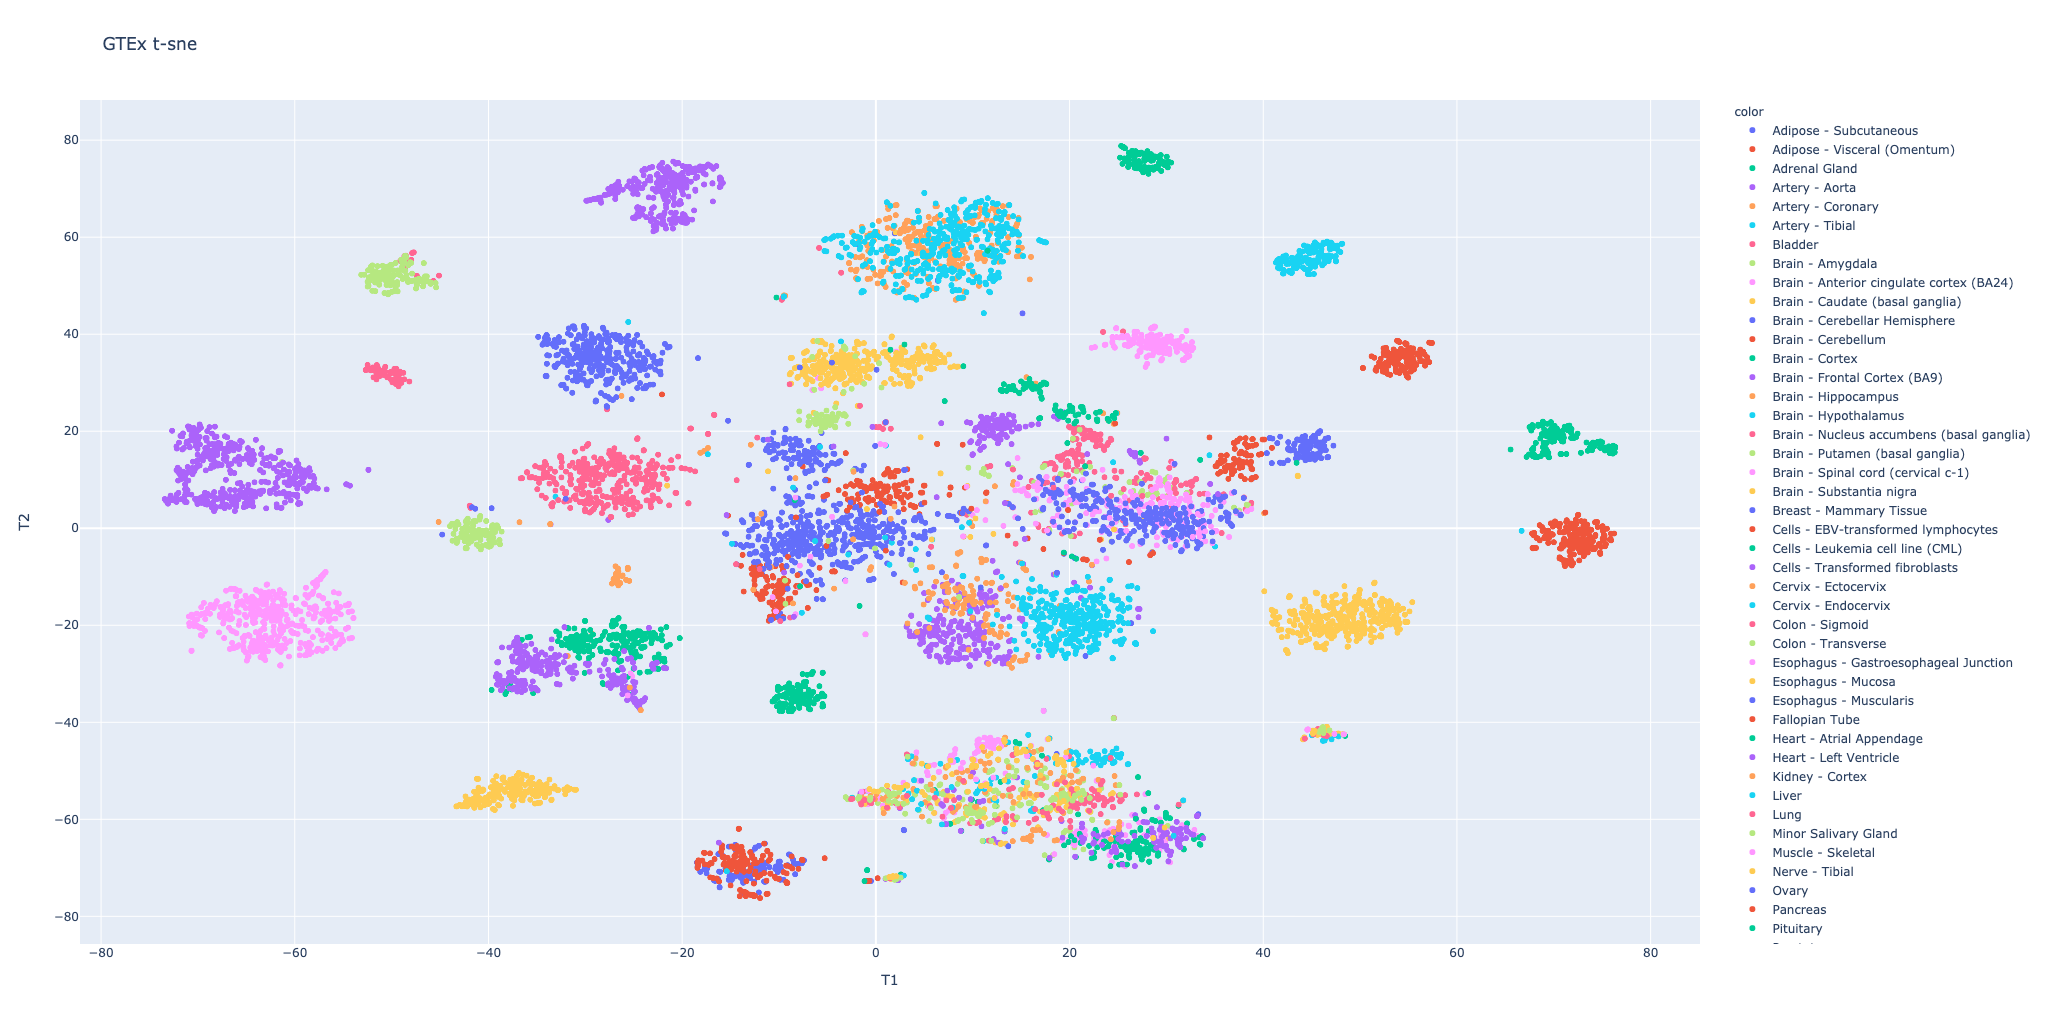 GTEx t-sne
color
Adipose - Subcutaneous
Adipose - Visceral (Omentum)
Adrenal Gland
Artery - Aorta
Artery - Coronary
Artery - Tibial
Bladder
Brain - Amygdala
Brain - Anterior cingulate cortex (BA24)
Brain - Caudate (basal ganglia)
Brain - Cerebellar Hemisphere
Brain - Cerebellum
Brain - Cortex
Brain - Frontal Cortex (BA9)
Brain - Hippocampus
Brain - Hypothalamus
Brain - Nucleus accumbens (basal ganglia)
Brain - Putamen (basal ganglia)
Brain - Spinal cord (cervical c-1)
Brain - Substantia nigra
Breast - Mammary Tissue
Cells - EBV-transformed lymphocytes
Cells - Leukemia cell line (CML)
Cells - Transformed fibroblasts
Cervix - Ectocervix
Cervix - Endocervix
Colon - Sigmoid
Colon - Transverse
Esophagus - Gastroesophageal Junction
Esophagus - Mucosa
Esophagus - Muscularis
Fallopian Tube
Heart - Atrial Appendage
Heart - Left Ventricle
Kidney - Cortex
Liver
Lung
Minor Salivary Gland
Muscle - Skeletal
Nerve - Tibial
Ovary
Pancreas
Pituitary
80
60
40
20
0
−20
−40
−60
−80
T2
−80 −60 −40 −20 0 20 40 60 80
T1